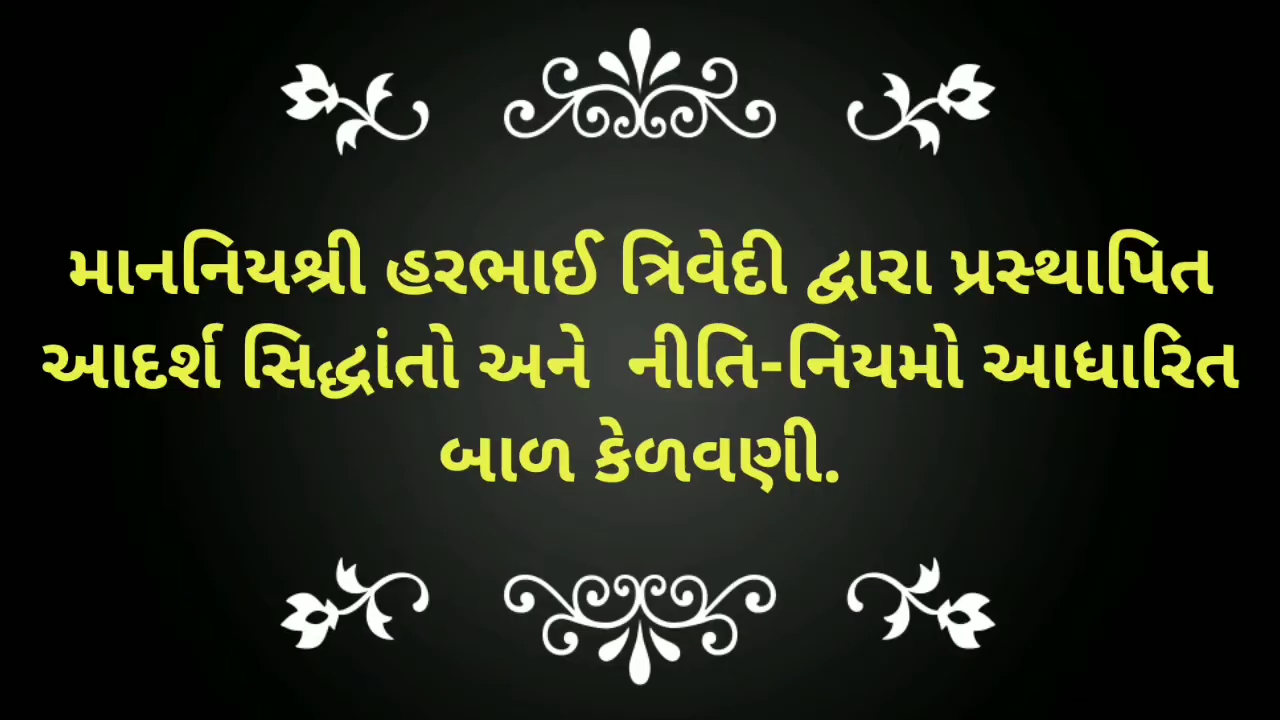 માનનિયશ્રી હરભાઈ ત્રિવેદી દ્વારા પ્રસ્થાપિત
આદર્શ સિદ્ધાંતો અને નીતિ-નિયમો આધારિત
બાળ કેળવણી.